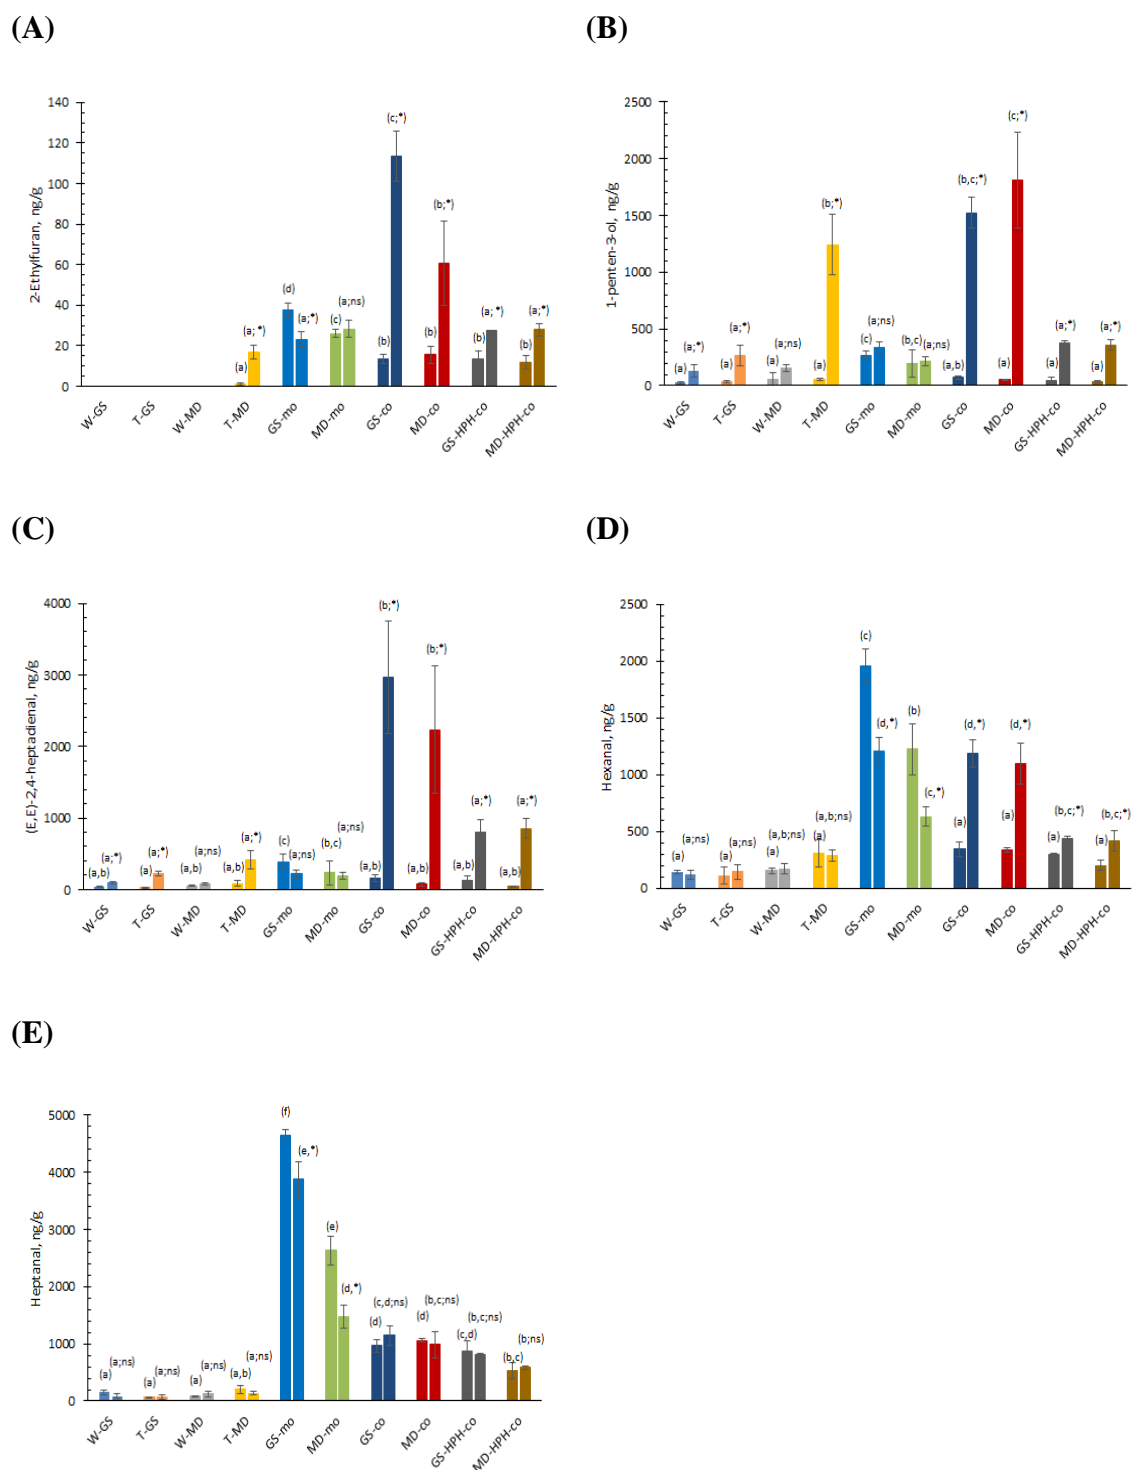 (A)
2-Ethylfuran, ng/g
140
120
100
80
60
40
20
0
(a)
(a; *)
(d)
(a;*)
(c)
(a;ns)
(b)
(c;*)
(b)
(b;*)
(b)
(a; *)
(b)
(a;*)
W-GS
T-GS
W-MD
T-MD
GS-mo
MD-mo
GS-co
MD-co
GS-HPH-co
MD-HPH-co
(B)
1-penten-3-ol, ng/g
2500
2000
1500
1000
500
0
(a)
(a;*)
(a)
(a;*)
(a)
(a;ns)
(a)
(b;*)
(c)
(a;ns)
(b,c)
(a;ns)
(a,b)
(b,c;*)
(a)
(c;*)
(a)
(a;*)
(a)
(a;*)
W-GS
T-GS
W-MD
T-MD
GS-mo
MD-mo
GS-co
MD-co
GS-HPH-co
MD-HPH-co
(C)
(E,E)-2,4-heptadienal, ng/g
4000
3000
2000
1000
0
(a,b)
(a;*)
(a)
(a;*)
(a,b)
(a;ns)
(a,b)
(a;*)
(c)
(a;ns)
(b,c)
(a;ns)
(a,b)
(b;*)
(a,b)
(b;*)
(a,b)
(a;*)
(a,b)
(a;*)
W-GS
T-GS
W-MD
T-MD
GS-mo
MD-mo
GS-co
MD-co
GS-HPH-co
MD-HPH-co
(D)
Hexanal, ng/g
2500
2000
1500
1000
500
0
(a)
(a;ns)
(a)
(a;ns)
(a)
(a,b;ns)
(a)
(a,b;ns)
(c)
(d,*)
(b)
(c,*)
(a)
(d,*)
(a)
(d,*)
(a)
(b,c;*)
(a)
(b,c;*)
W-GS
T-GS
W-MD
T-MD
GS-mo
MD-mo
GS-co
MD-co
GS-HPH-co
MD-HPH-co
(E)
Heptanal, ng/g
5000
4000
3000
2000
1000
0
(a)
(a;ns)
(a)
(a;ns)
(a)
(a;ns)
(a,b)
(a;ns)
(f)
(e,*)
(e)
(d,*)
(d)
(c,d;ns)
(d)
(b,c;ns)
(c,d)
(b,c;ns)
(b,c)
(b;ns)
W-GS
T-GS
W-MD
T-MD
GS-mo
MD-mo
GS-co
MD-co
GS-HPH-co
MD-HPH-co